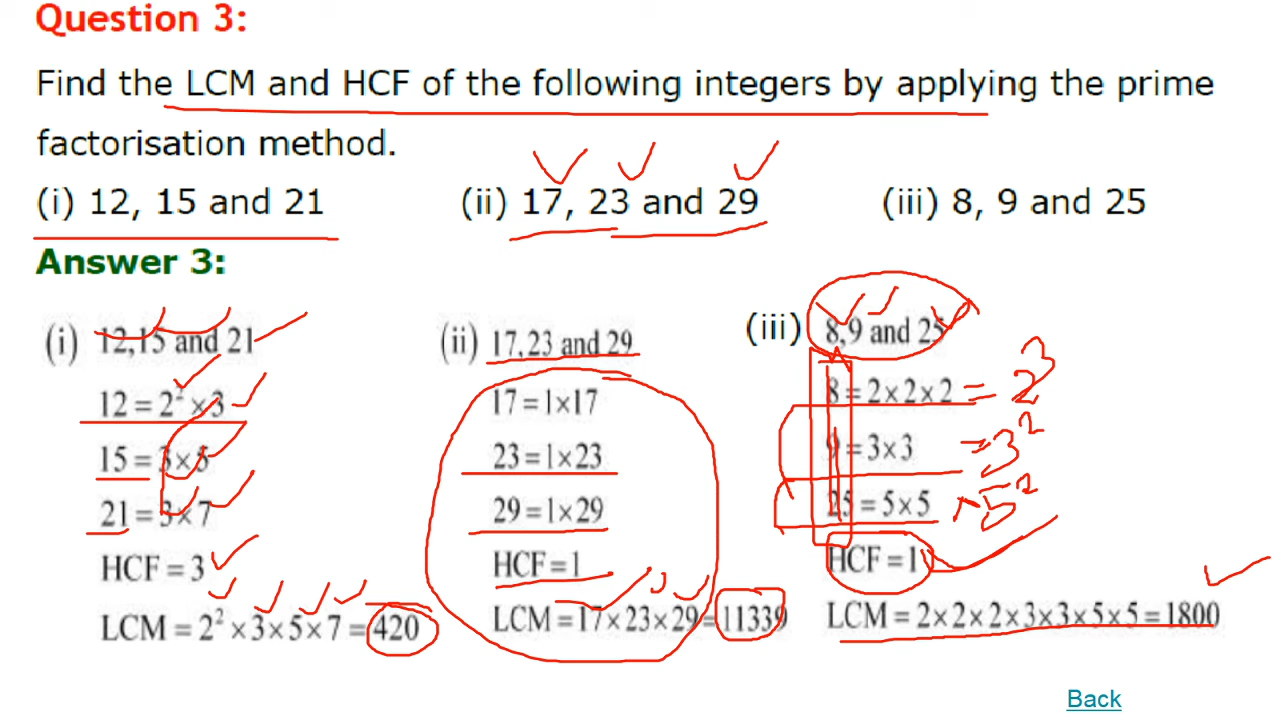 Question 3:
Find the LCM and HCF of the following integers by applying the prime
factorisation method.
(i) 12, 15 and 21 (ii) 17, 23 and 29 (iii) 8, 9 and 25
Answer 3:
(i) 12,15 and 21
12 = 2² × 3
15 = 3 × 5
21 = 3 × 7
HCF = 3
LCM = 2² × 3 × 5 × 7 = 420
(ii) 17,23 and 29
17 = 1 × 17
23 = 1 × 23
29 = 1 × 29
HCF = 1
LCM = 17 × 23 × 29 = 11339
(iii) 8,9 and 25
8 = 2 × 2 × 2 = 2³
9 = 3 × 3 = 3²
25 = 5 × 5 5²
HCF = 1
LCM = 2 × 2 × 2 × 3 × 3 × 5 × 5 = 1800
Back